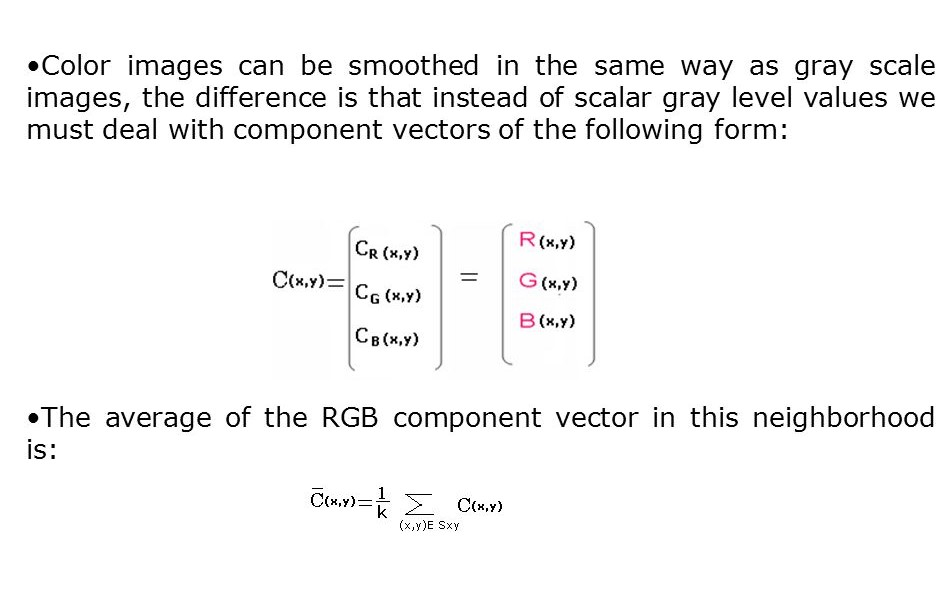 •Color images can be smoothed in the same way as gray scale
images, the difference is that instead of scalar gray level values we
must deal with component vectors of the following form:
CR (x,y) R(x,y)
C(x,y)= CG (x,y) = G(x,y)
CB(x,y) B(x,y)
•The average of the RGB component vector in this neighborhood
is:
C̄(x,y)=1/k ∑ C(x,y)
(x,y)E Sxy